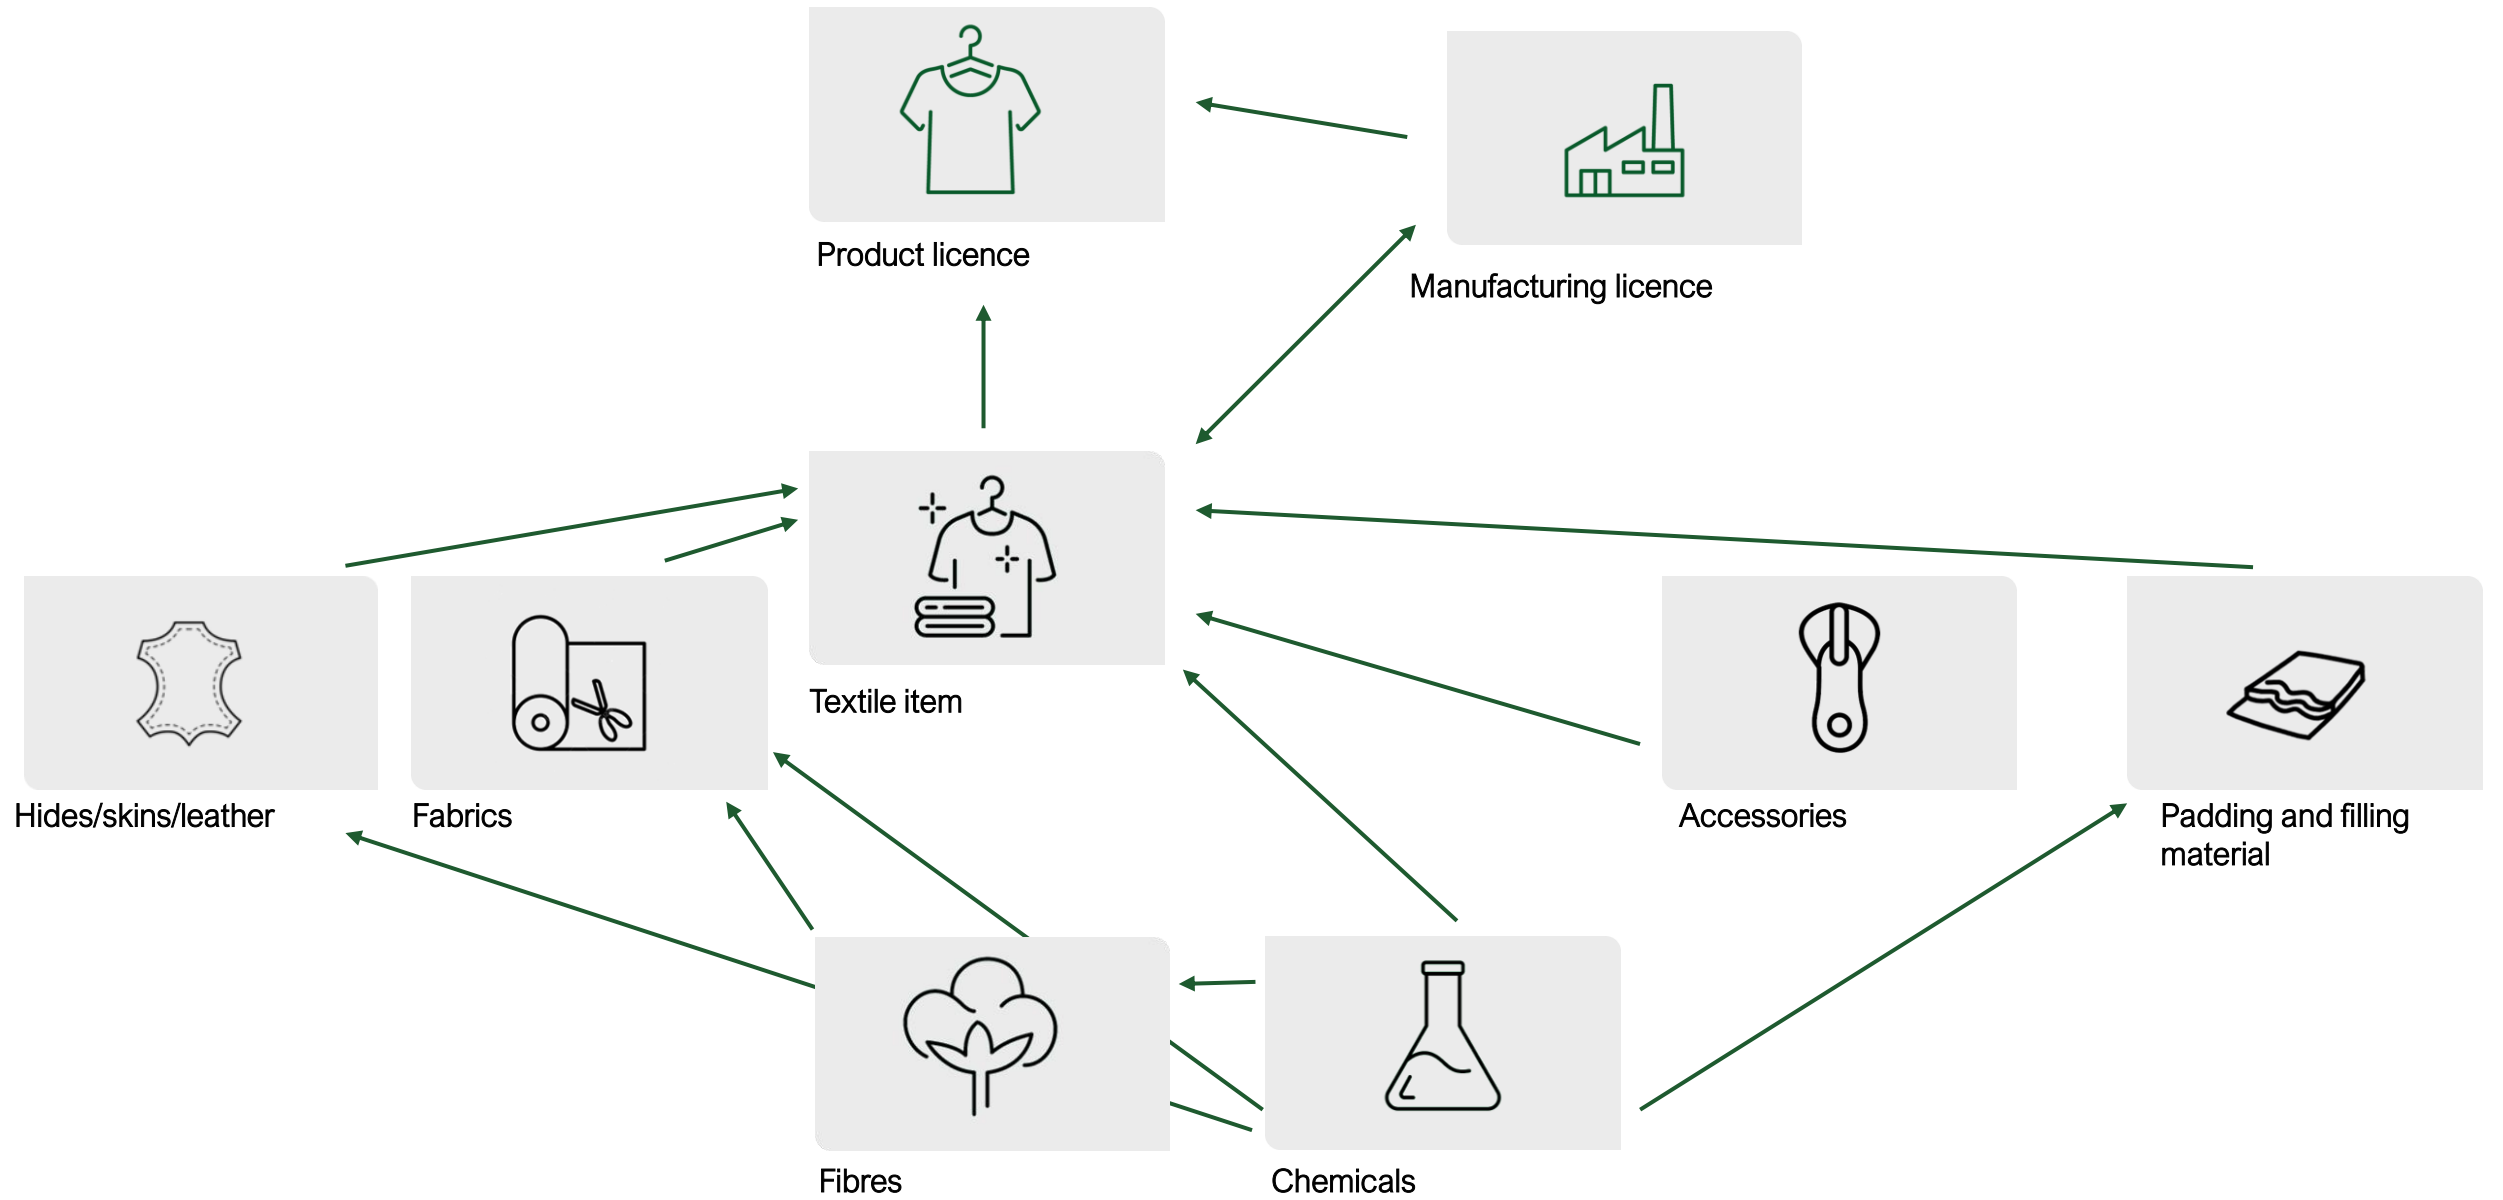 Product licence
Manufacturing licence
Textile item
Hides/skins/leather
Fabrics
Accessories
Padding and filling
material
Fibres
Chemicals